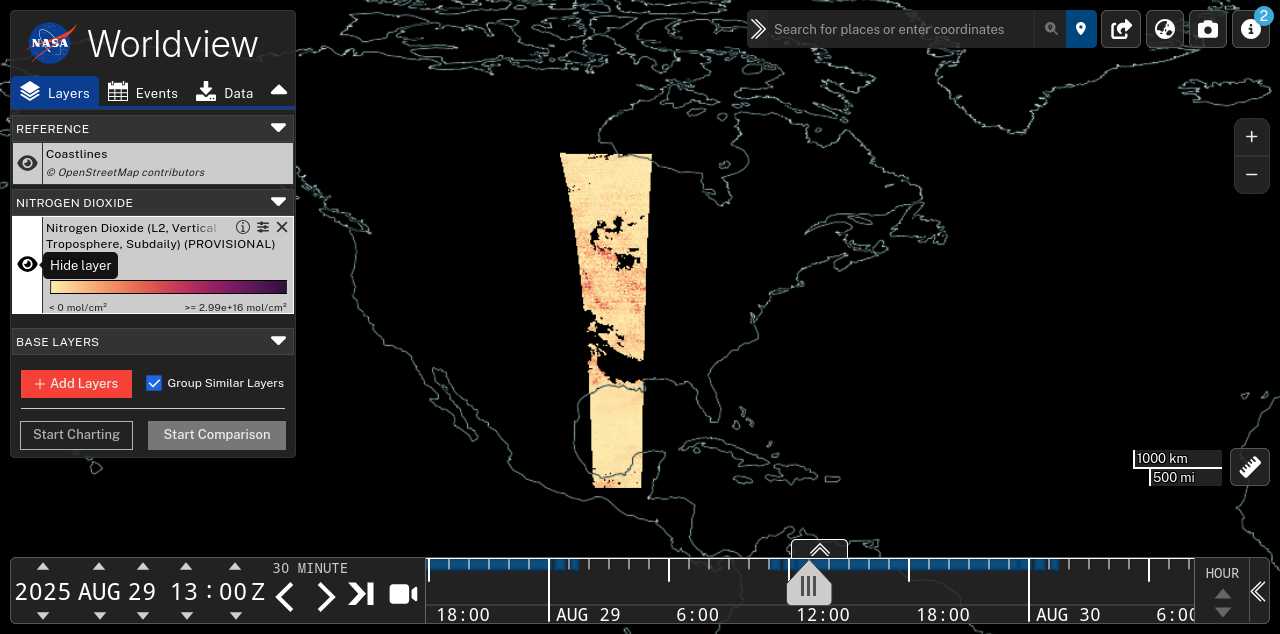 NASA
Worldview
Layers
Events
Data
REFERENCE
Coastlines
© OpenStreetMap contributors
NITROGEN DIOXIDE
Nitrogen Dioxide (L2, Vertical
Troposphere, Subdaily) (PROVISIONAL)
Hide layer
< 0 mol/cm²
>= 2.99e+16 mol/cm²
BASE LAYERS
+ Add Layers
Group Similar Layers
Start Charting
Start Comparison
Search for places or enter coordinates
2
+
−
1000 km
500 mi
2025 AUG 29 13 : 00 Z
30 MINUTE
18:00
AUG 29
6:00
12:00
18:00
AUG 30
6:00
HOUR